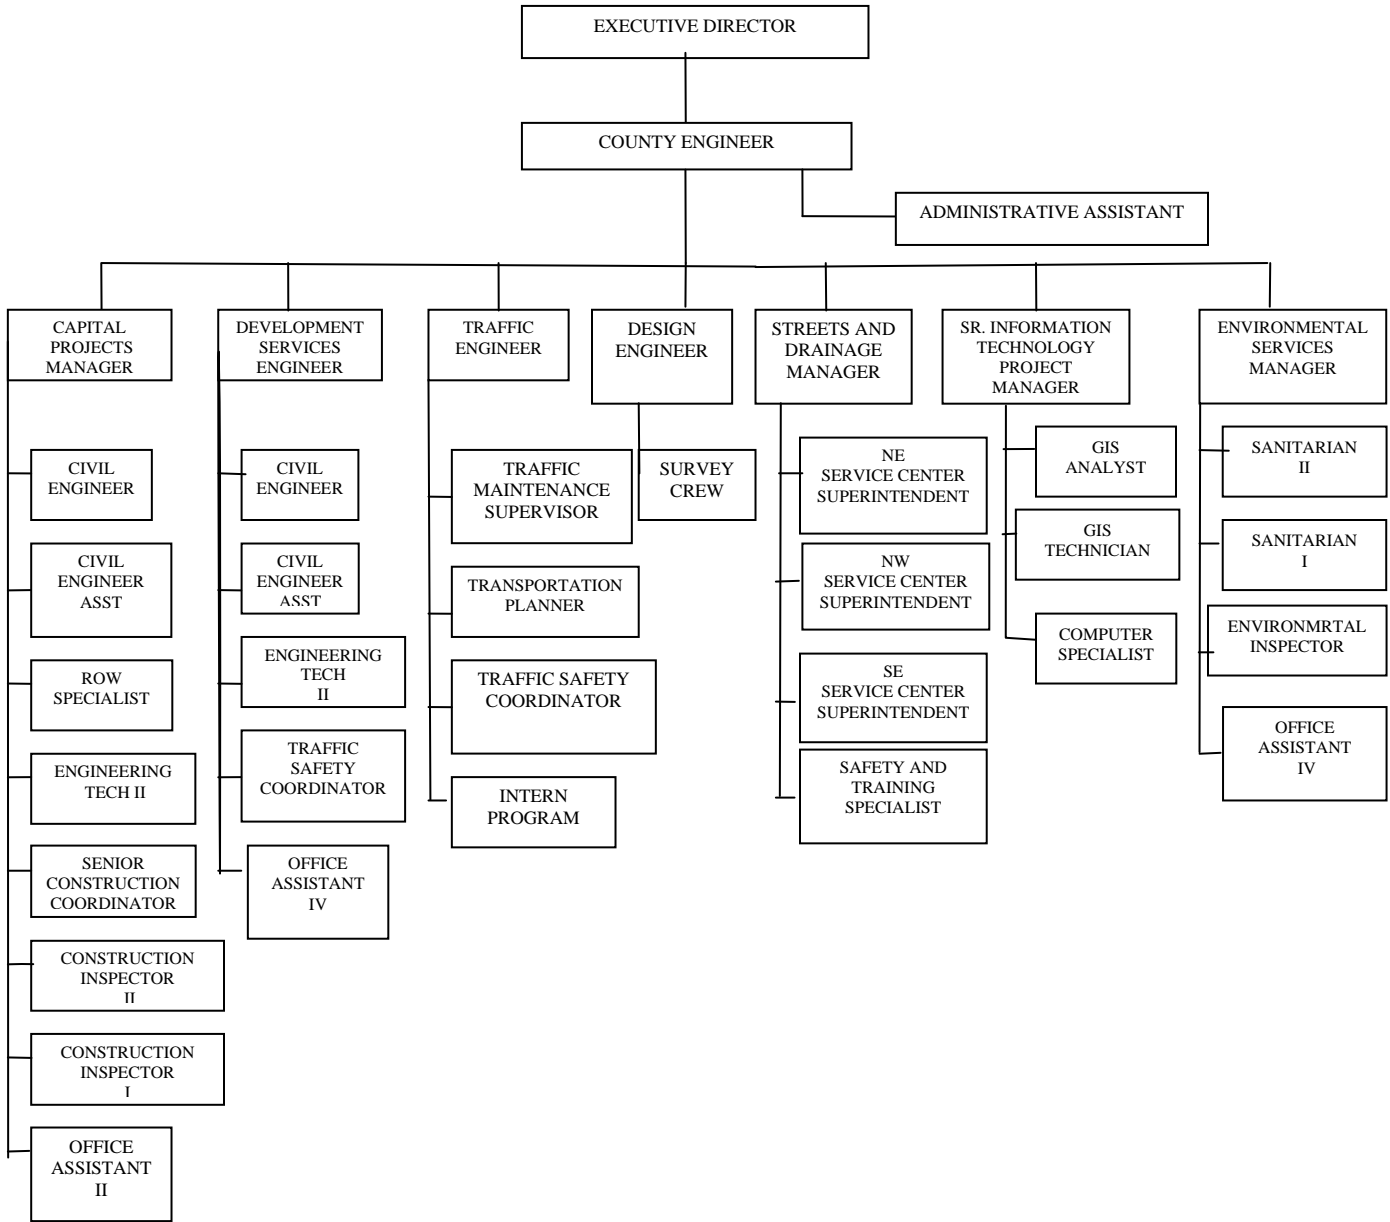 EXECUTIVE DIRECTOR
COUNTY ENGINEER
ADMINISTRATIVE ASSISTANT
CAPITAL
PROJECTS
MANAGER
CIVIL
ENGINEER
CIVIL
ENGINEER
ASST
ROW
SPECIALIST
ENGINEERING
TECH II
SENIOR
CONSTRUCTION
COORDINATOR
CONSTRUCTION
INSPECTOR
II
CONSTRUCTION
INSPECTOR
I
OFFICE
ASSISTANT
II
DEVELOPMENT
SERVICES
ENGINEER
CIVIL
ENGINEER
CIVIL
ENGINEER
ASST
ENGINEERING
TECH
II
TRAFFIC
SAFETY
COORDINATOR
OFFICE
ASSISTANT
IV
TRAFFIC
ENGINEER
TRAFFIC
MAINTENANCE
SUPERVISOR
TRANSPORTATION
PLANNER
TRAFFIC SAFETY
COORDINATOR
INTERN
PROGRAM
DESIGN
ENGINEER
SURVEY
CREW
STREETS AND
DRAINAGE
MANAGER
NE
SERVICE CENTER
SUPERINTENDENT
NW
SERVICE CENTER
SUPERINTENDENT
SE
SERVICE CENTER
SUPERINTENDENT
SAFETY AND
TRAINING
SPECIALIST
SR. INFORMATION
TECHNOLOGY
PROJECT
MANAGER
GIS
ANALYST
GIS
TECHNICIAN
COMPUTER
SPECIALIST
ENVIRONMENTAL
SERVICES
MANAGER
SANITARIAN
II
SANITARIAN
I
ENVIRONMRTAL
INSPECTOR
OFFICE
ASSISTANT
IV